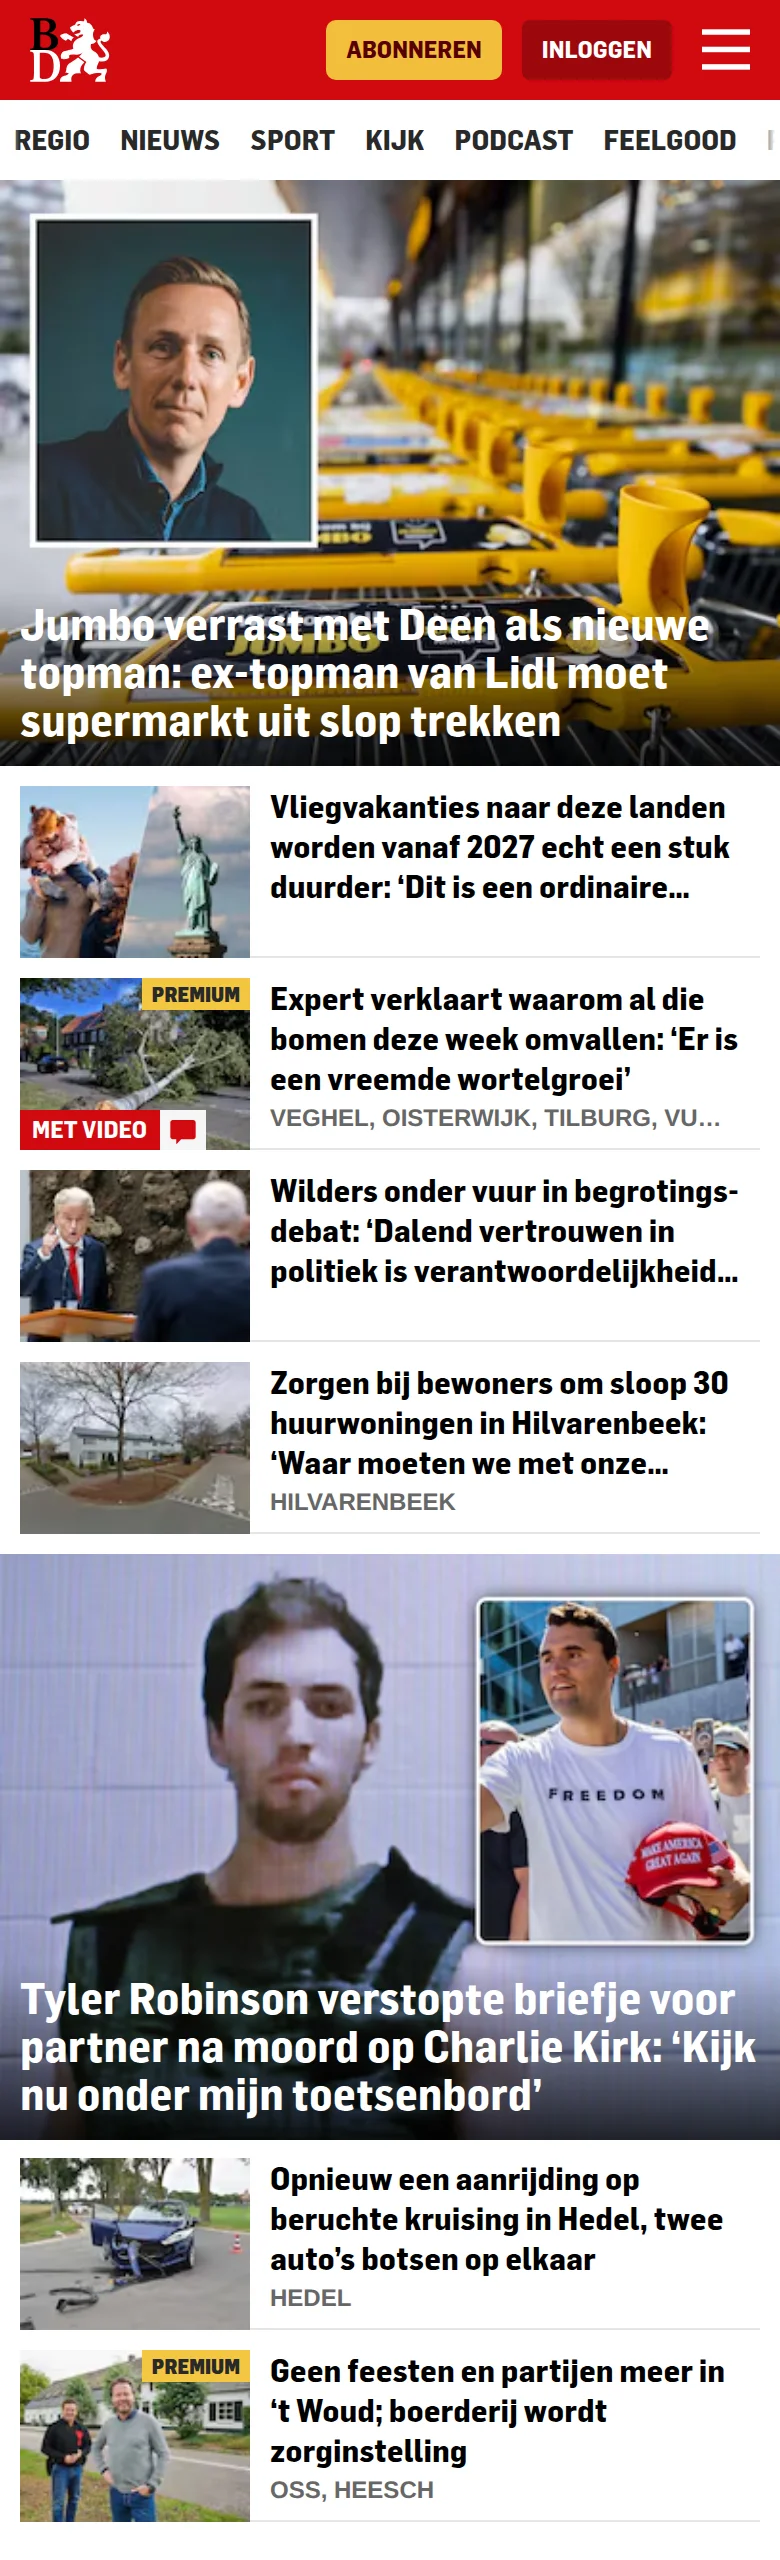 BD
ABONNEREN
INLOGGEN
REGIO NIEUWS SPORT KIJK PODCAST FEELGOOD
JUMBO
Jumbo verrast met Deen als nieuwe
topman: ex-topman van Lidl moet
supermarkt uit slop trekken
Vliegvakanties naar deze landen
worden vanaf 2027 echt een stuk
duurder: ‘Dit is een ordinaire...
PREMIUM
MET VIDEO
Expert verklaart waarom al die
bomen deze week omvallen: ‘Er is
een vreemde wortelgroei’
VEGHEL, OISTERWIJK, TILBURG, VU...
Wilders onder vuur in begrotings-
debat: ‘Dalend vertrouwen in
politiek is verantwoordelijkheid...
Zorgen bij bewoners om sloop 30
huurwoningen in Hilvarenbeek:
‘Waar moeten we met onze...
HILVARENBEEK
FREEDOM
MAKE AMERICA
GREAT AGAIN
Tyler Robinson verstopte briefje voor
partner na moord op Charlie Kirk: ‘Kijk
nu onder mijn toetsenbord’
Opnieuw een aanrijding op
beruchte kruising in Hedel, twee
auto’s botsen op elkaar
HEDEL
PREMIUM
Geen feesten en partijen meer in
‘t Woud; boerderij wordt
zorginstelling
OSS, HEESCH